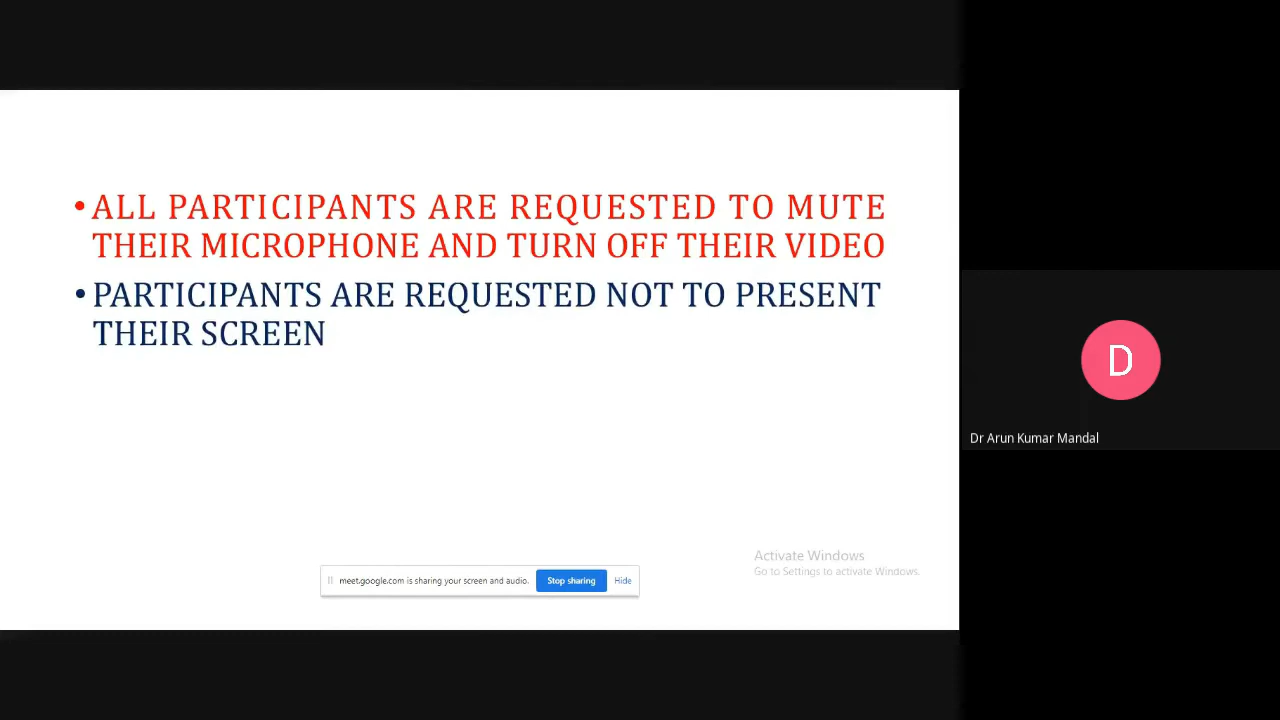 • ALL PARTICIPANTS ARE REQUESTED TO MUTE
THEIR MICROPHONE AND TURN OFF THEIR VIDEO
• PARTICIPANTS ARE REQUESTED NOT TO PRESENT
THEIR SCREEN
D
Dr Arun Kumar Mandal
Activate Windows
Go to Settings to activate Windows.
meet.google.com is sharing your screen and audio. Stop sharing Hide